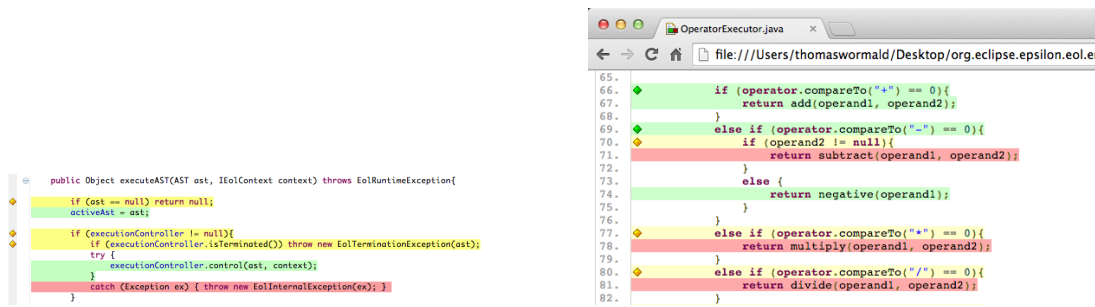 public Object executeAST(AST ast, IEolContext context) throws EolRuntimeException{
if (ast == null) return null;
activeAst = ast;
if (executionController != null){
if (executionController.isTerminated()) throw new EolTerminationException(ast);
try {
executionController.control(ast, context);
}
catch (Exception ex) { throw new EolInternalException(ex); }
}
OperatorExecutor.java
file:///Users/thomaswormald/Desktop/org.eclipse.epsilon.eol.e
65.
66. if (operator.compareTo("+") == 0){
67. return add(operand1, operand2);
68. }
69. else if (operator.compareTo("-") == 0){
70. if (operand2 != null){
71. return subtract(operand1, operand2);
72. }
73. else {
74. return negative(operand1);
75. }
76. }
77. else if (operator.compareTo("*") == 0){
78. return multiply(operand1, operand2);
79. }
80. else if (operator.compareTo("/") == 0){
81. return divide(operand1, operand2);
82. }